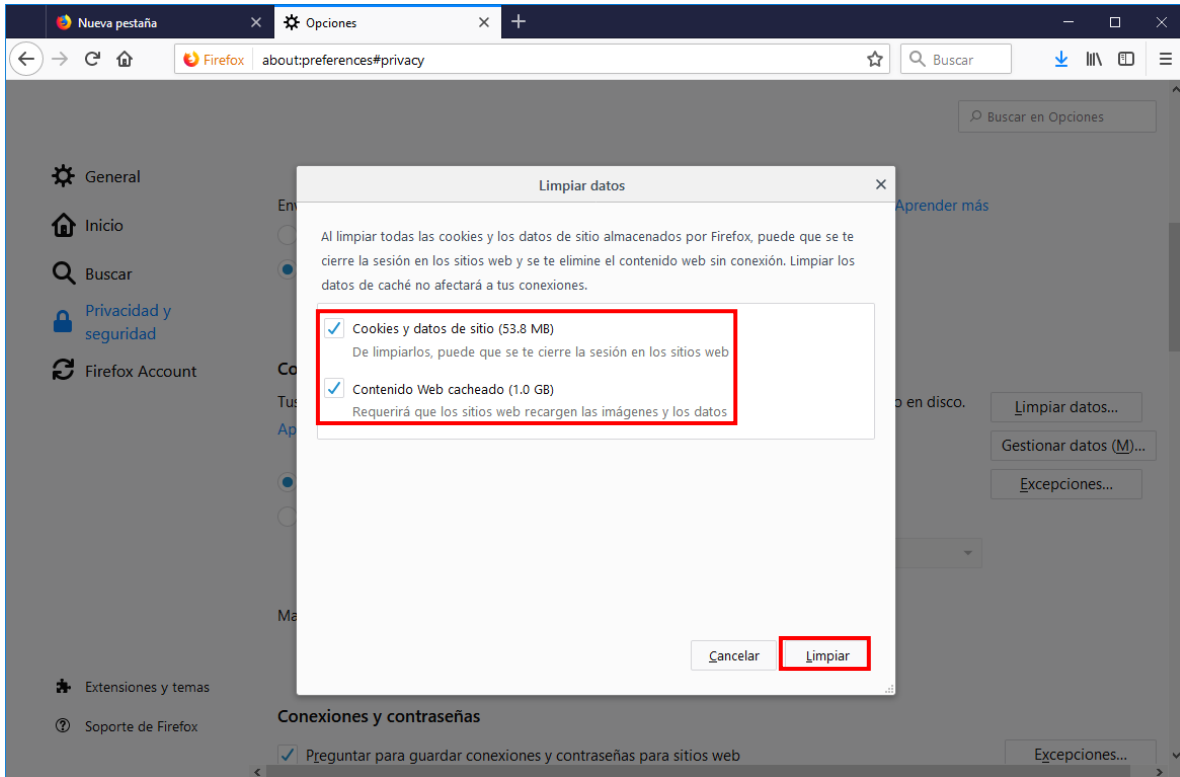 Nueva pestaña
Opciones
Firefox
about:preferences#privacy
Buscar
Buscar en Opciones
General
Inicio
Buscar
Privacidad y
seguridad
Firefox Account
Extensiones y temas
Soporte de Firefox
Aprender más
Limpiar datos
Al limpiar todas las cookies y los datos de sitio almacenados por Firefox, puede que se te
cierre la sesión en los sitios web y se te elimine el contenido web sin conexión. Limpiar los
datos de caché no afectará a tus conexiones.
Cookies y datos de sitio (53.8 MB)
De limpiarlos, puede que se te cierre la sesión en los sitios web
Contenido Web cacheado (1.0 GB)
Requerirá que los sitios web recargen las imágenes y los datos
Cancelar
Limpiar
en disco.
Limpiar datos...
Gestionar datos (M)...
Excepciones...
Conexiones y contraseñas
Preguntar para guardar conexiones y contraseñas para sitios web
Excepciones...